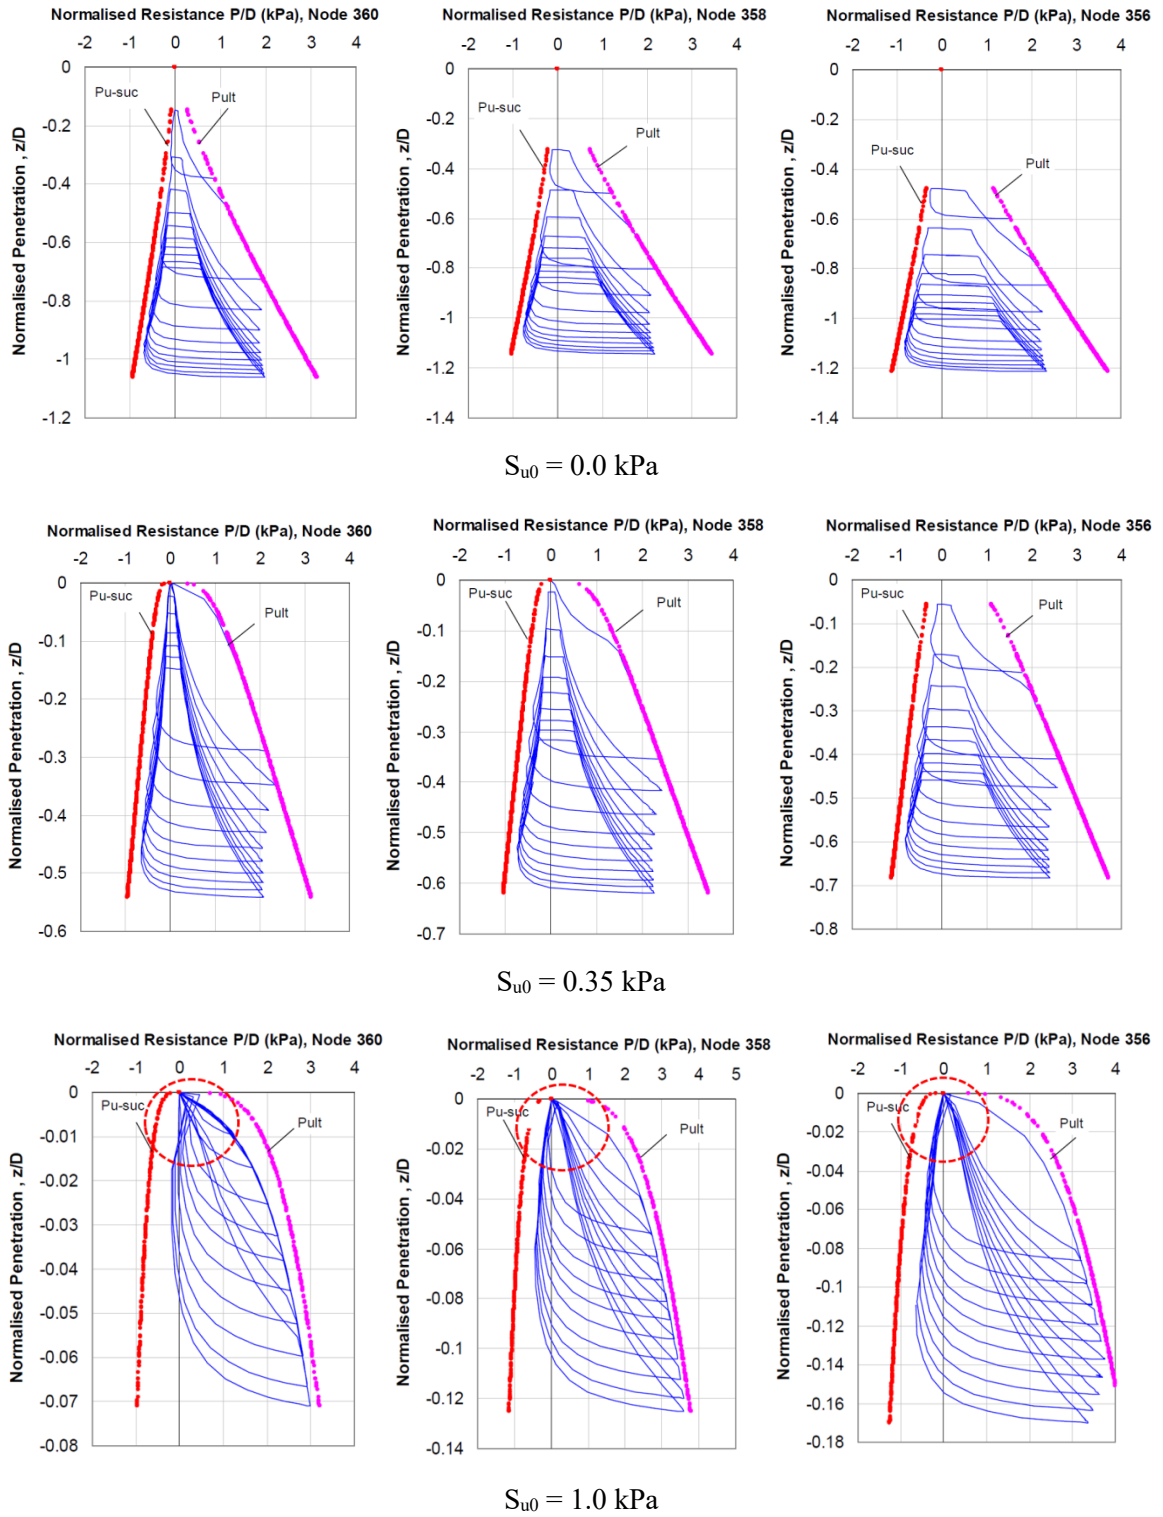 Normalised Resistance P/D (kPa), Node 360
-2 -1 0 1 2 3 4
Normalised Penetration , z/D
0
-0.2
-0.4
-0.6
-0.8
-1
-1.2
Pu-suc
Pult
Normalised Resistance P/D (kPa), Node 358
-2 -1 0 1 2 3 4
Normalised Penetration , z/D
0
-0.2
-0.4
-0.6
-0.8
-1
-1.2
-1.4
Pu-suc
Pult
Normalised Resistance P/D (kPa), Node 356
-2 -1 0 1 2 3 4
Normalised Penetration , z/D
0
-0.2
-0.4
-0.6
-0.8
-1
-1.2
-1.4
Pu-suc
Pult
Su0 = 0.0 kPa
Normalised Resistance P/D (kPa), Node 360
-2 -1 0 1 2 3 4
Normalised Penetration , z/D
0
-0.1
-0.2
-0.3
-0.4
-0.5
-0.6
Pu-suc
Pult
Normalised Resistance P/D (kPa), Node 358
-2 -1 0 1 2 3 4
Normalised Penetration , z/D
0
-0.1
-0.2
-0.3
-0.4
-0.5
-0.6
-0.7
Pu-suc
Pult
Normalised Resistance P/D (kPa), Node 356
-2 -1 0 1 2 3 4
Normalised Penetration , z/D
0
-0.1
-0.2
-0.3
-0.4
-0.5
-0.6
-0.7
-0.8
Pu-suc
Pult
Su0 = 0.35 kPa
Normalised Resistance P/D (kPa), Node 360
-2 -1 0 1 2 3 4
Normalised Penetration , z/D
0
-0.01
-0.02
-0.03
-0.04
-0.05
-0.06
-0.07
-0.08
Pu-suc
Pult
Normalised Resistance P/D (kPa), Node 358
-2 -1 0 1 2 3 4 5
Normalised Penetration , z/D
0
-0.02
-0.04
-0.06
-0.08
-0.1
-0.12
-0.14
Pu-suc
Pult
Normalised Resistance P/D (kPa), Node 356
-2 -1 0 1 2 3 4
Normalised Penetration , z/D
0
-0.02
-0.04
-0.06
-0.08
-0.1
-0.12
-0.14
-0.16
-0.18
Pu-suc
Pult
Su0 = 1.0 kPa